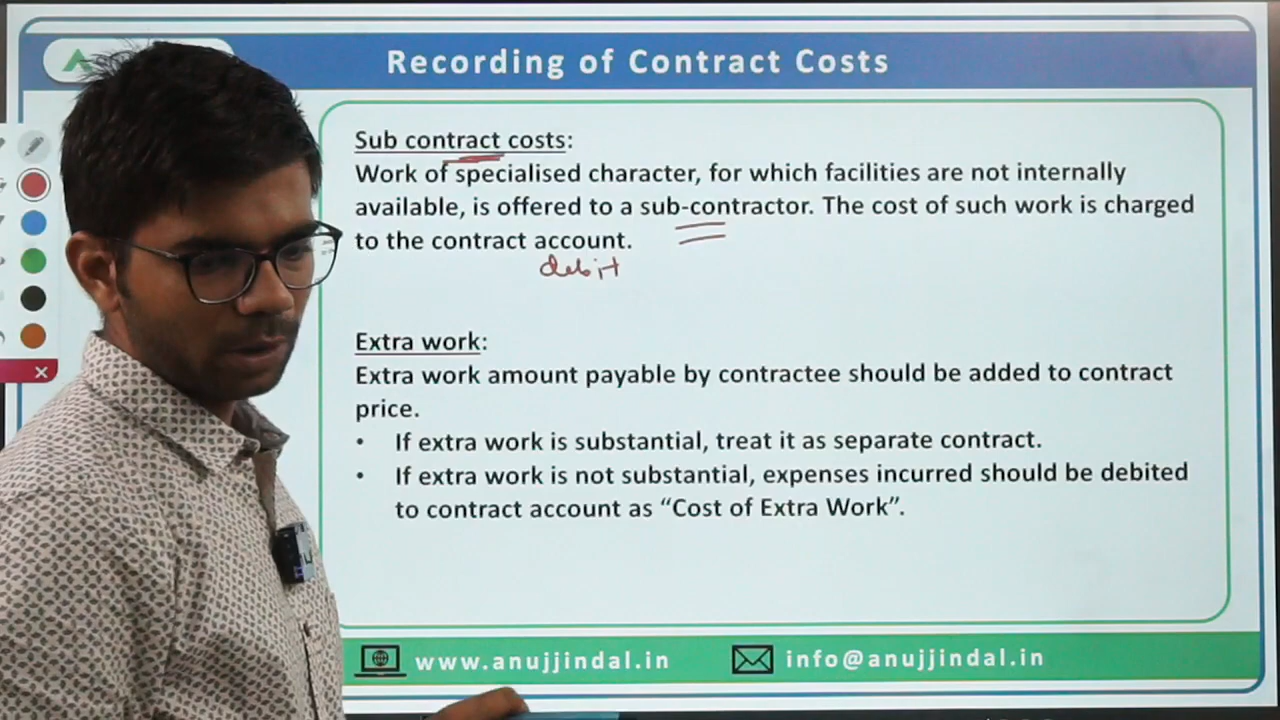 Recording of Contract Costs
Sub contract costs:
Work of specialised character, for which facilities are not internally
available, is offered to a sub-contractor. The cost of such work is charged
to the contract account.
debit
Extra work:
Extra work amount payable by contractee should be added to contract
price.
• If extra work is substantial, treat it as separate contract.
• If extra work is not substantial, expenses incurred should be debited
to contract account as “Cost of Extra Work”.
www.anujjindal.in
info@anujjindal.in